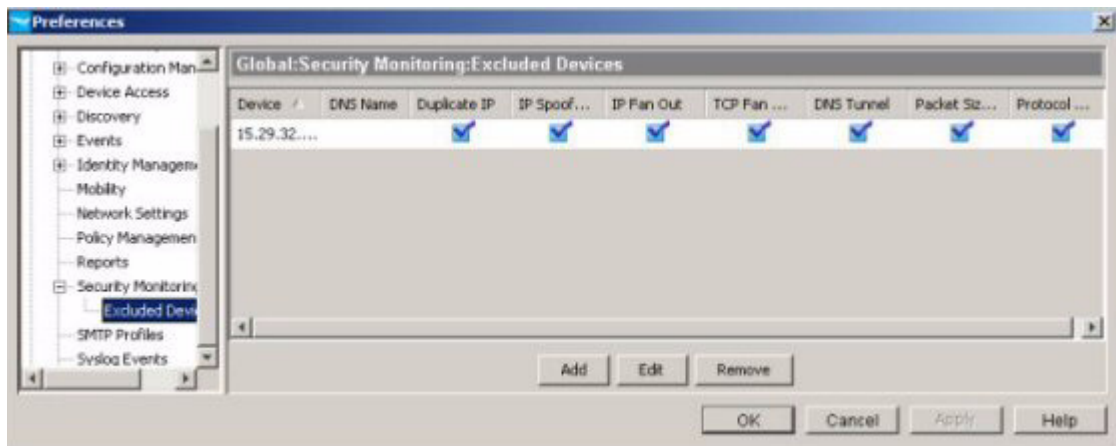 Preferences
Configuration Man
Device Access
Discovery
Events
Identity Managem
Mobility
Network Settings
Policy Managemen
Reports
Security Monitoring
Excluded Devi
SMTP Profiles
Syslog Events
Global:Security Monitoring:Excluded Devices
Device DNS Name Duplicate IP IP Spoof... IP Fan Out TCP Fan ... DNS Tunnel Packet Siz... Protocol ...
15.29.32....
Add Edit Remove
OK Cancel Apply Help